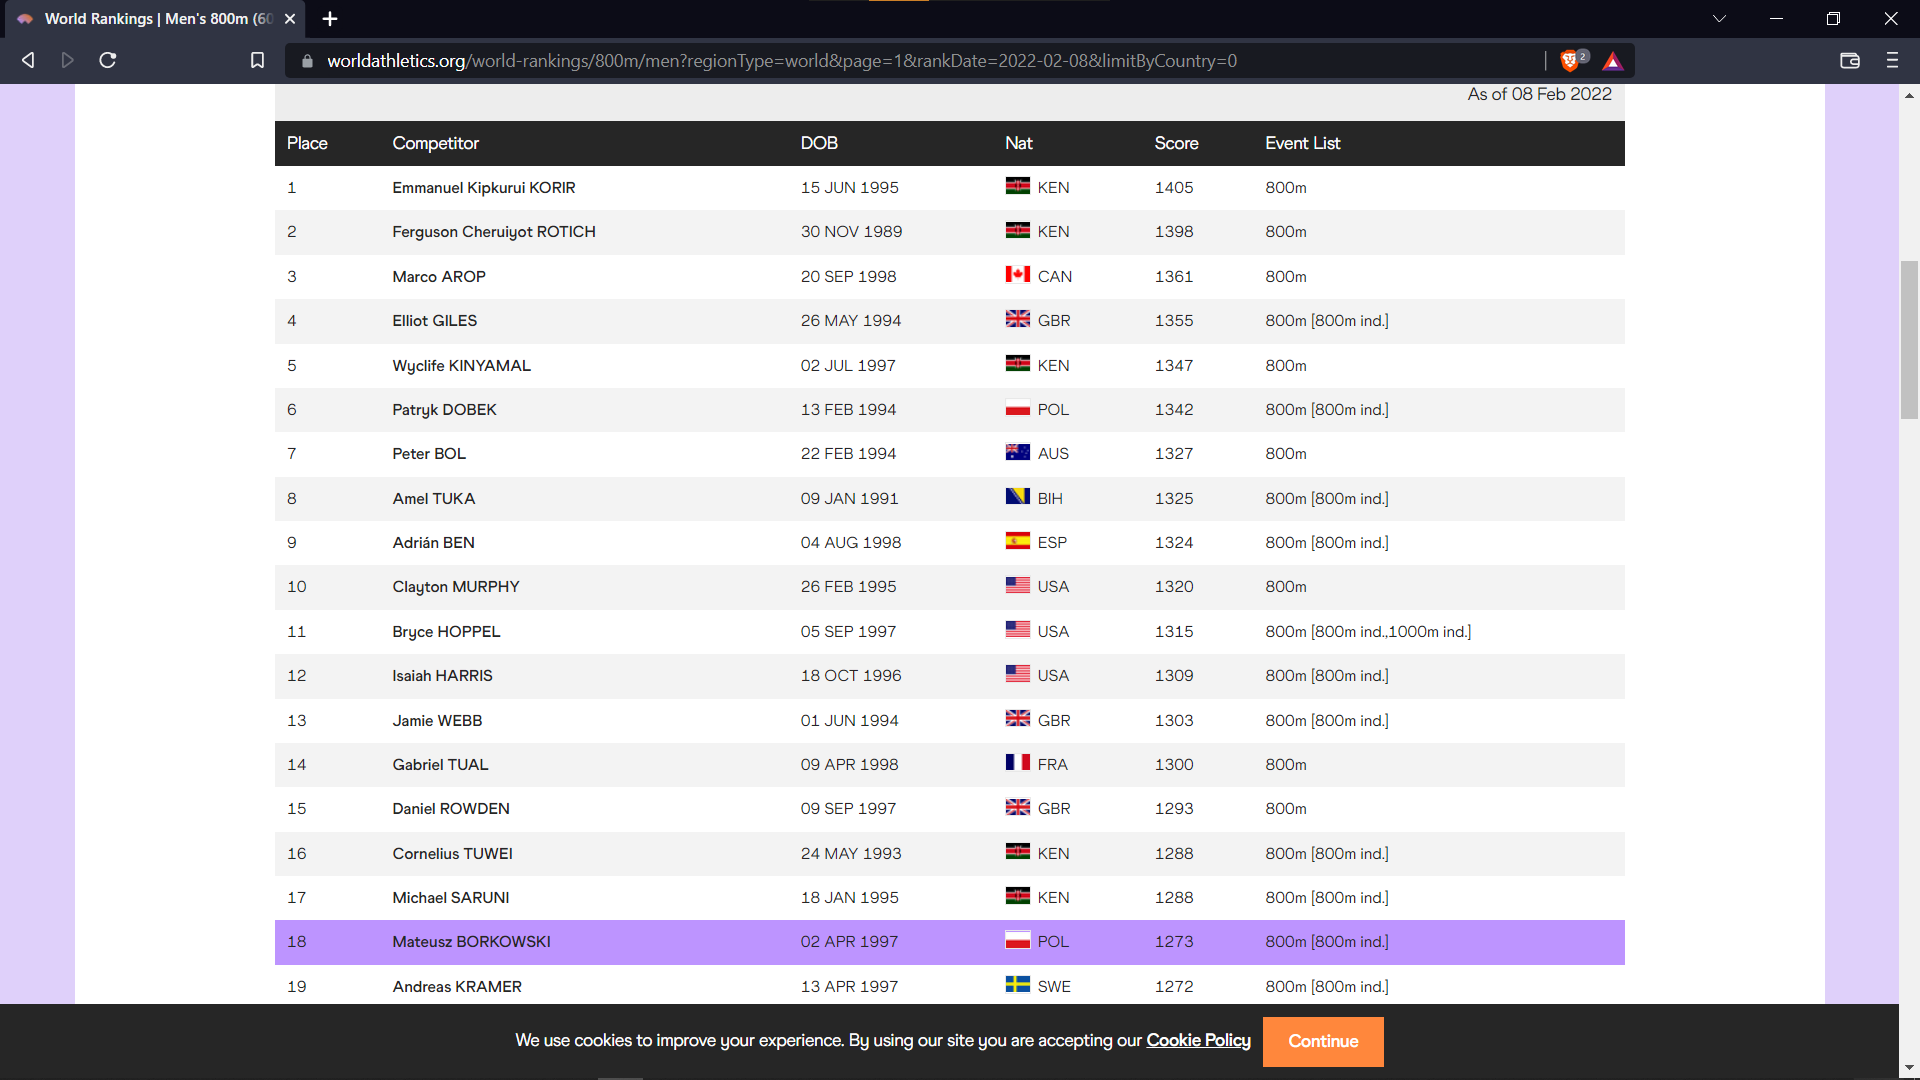 World Rankings | Men's 800m (60
worldathletics.org/world-rankings/800m/men?regionType=world&page=1&rankDate=2022-02-08&limitByCountry=0
2
As of 08 Feb 2022
Place Competitor DOB Nat Score Event List
1 Emmanuel Kipkurui KORIR 15 JUN 1995 KEN 1405 800m
2 Ferguson Cheruiyot ROTICH 30 NOV 1989 KEN 1398 800m
3 Marco AROP 20 SEP 1998 CAN 1361 800m
4 Elliot GILES 26 MAY 1994 GBR 1355 800m [800m ind.]
5 Wyclife KINYAMAL 02 JUL 1997 KEN 1347 800m
6 Patryk DOBEK 13 FEB 1994 POL 1342 800m [800m ind.]
7 Peter BOL 22 FEB 1994 AUS 1327 800m
8 Amel TUKA 09 JAN 1991 BIH 1325 800m [800m ind.]
9 Adrián BEN 04 AUG 1998 ESP 1324 800m [800m ind.]
10 Clayton MURPHY 26 FEB 1995 USA 1320 800m
11 Bryce HOPPEL 05 SEP 1997 USA 1315 800m [800m ind.,1000m ind.]
12 Isaiah HARRIS 18 OCT 1996 USA 1309 800m [800m ind.]
13 Jamie WEBB 01 JUN 1994 GBR 1303 800m [800m ind.]
14 Gabriel TUAL 09 APR 1998 FRA 1300 800m
15 Daniel ROWDEN 09 SEP 1997 GBR 1293 800m
16 Cornelius TUWEI 24 MAY 1993 KEN 1288 800m [800m ind.]
17 Michael SARUNI 18 JAN 1995 KEN 1288 800m [800m ind.]
18 Mateusz BORKOWSKI 02 APR 1997 POL 1273 800m [800m ind.]
19 Andreas KRAMER 13 APR 1997 SWE 1272 800m [800m ind.]
We use cookies to improve your experience. By using our site you are accepting our Cookie Policy Continue